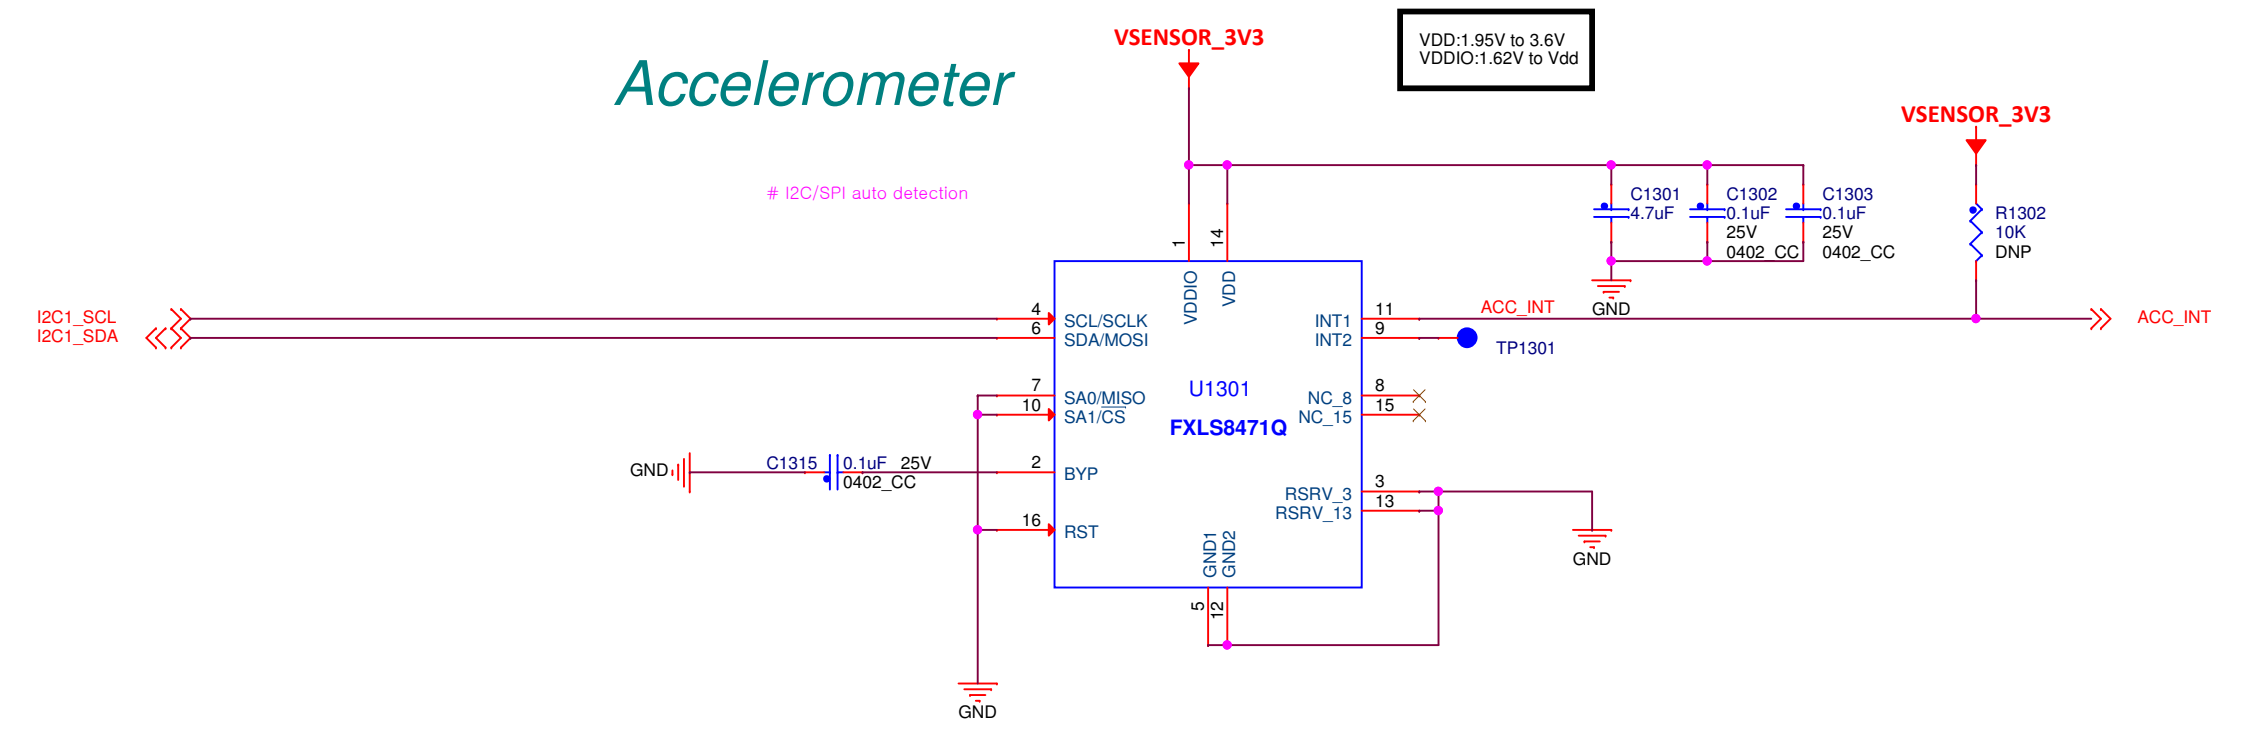 Accelerometer
# I2C/SPI auto detection
VSENSOR_3V3
VDD:1.95V to 3.6V
VDDIO:1.62V to Vdd
VSENSOR_3V3
C1301
4.7uF
C1302
0.1uF
25V
0402_CC
C1303
0.1uF
25V
0402_CC
R1302
10K
DNP
GND
I2C1_SCL
I2C1_SDA
1
14
VDDIO
VDD
4
SCL/SCLK
6
SDA/MOSI
7
SA0/MISO
10
SA1/CS
2
BYP
16
RST
U1301
FXLS8471Q
INT1
11
ACC_INT
ACC_INT
INT2
9
TP1301
NC_8
8
NC_15
15
RSRV_3
3
RSRV_13
13
GND
GND1
GND2
5
12
GND
C1315
0.1uF 25V
0402_CC
GND